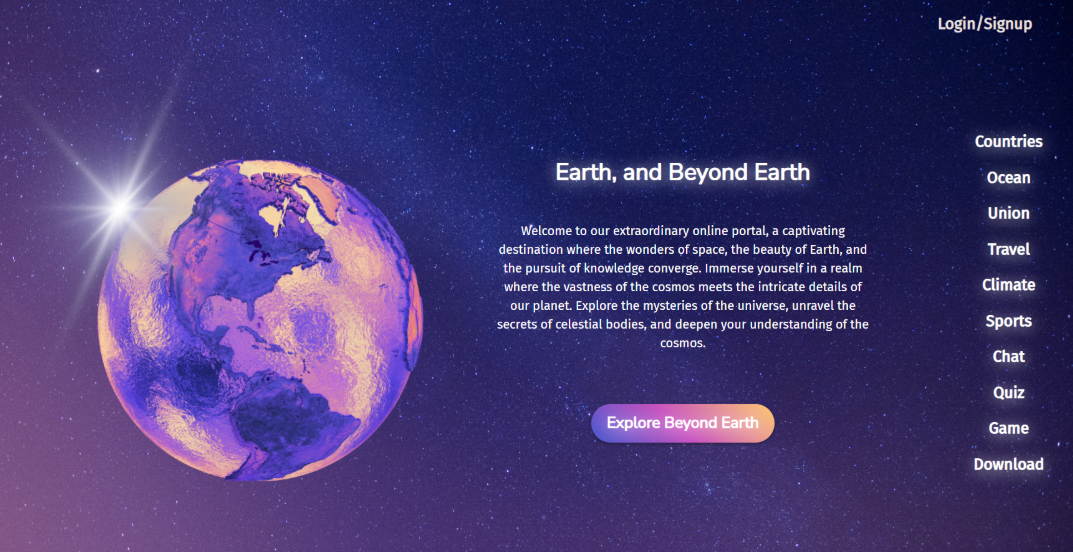 Login/Signup
Earth, and Beyond Earth
Welcome to our extraordinary online portal, a captivating
destination where the wonders of space, the beauty of Earth, and
the pursuit of knowledge converge. Immerse yourself in a realm
where the vastness of the cosmos meets the intricate details of
our planet. Explore the mysteries of the universe, unravel the
secrets of celestial bodies, and deepen your understanding of the
cosmos.
Explore Beyond Earth
Countries
Ocean
Union
Travel
Climate
Sports
Chat
Quiz
Game
Download